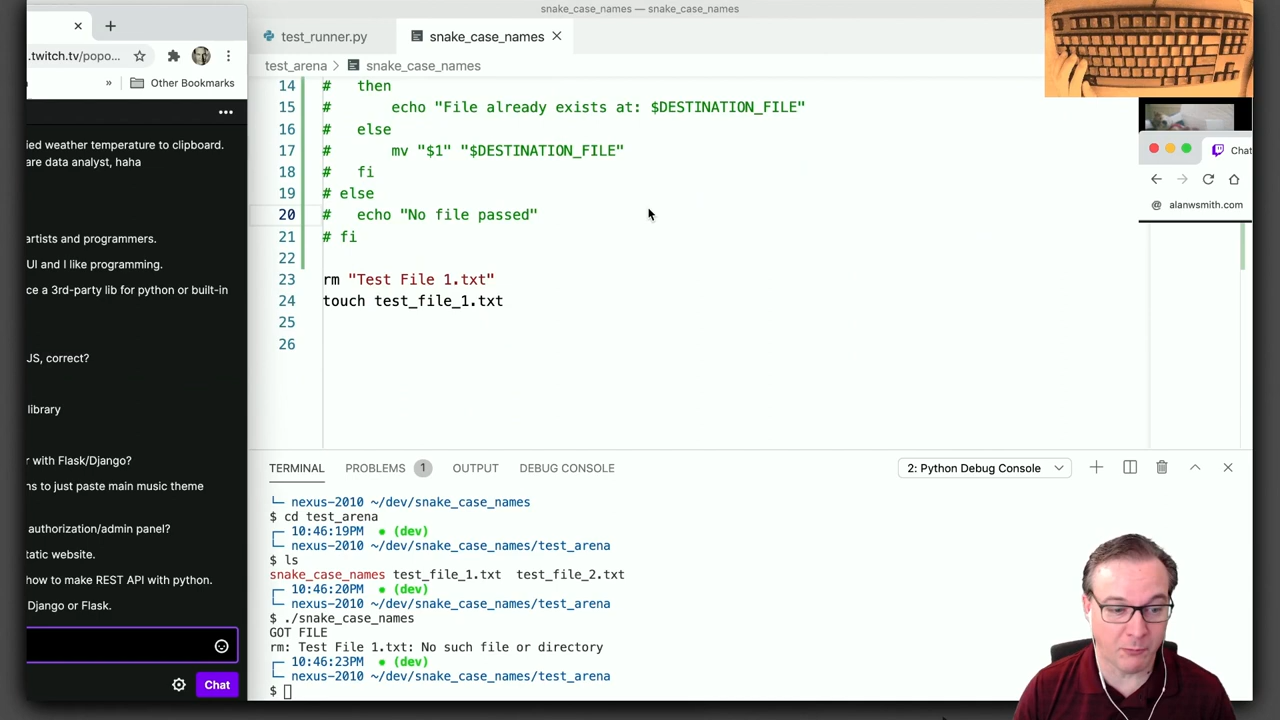 snake_case_names — snake_case_names
.twitch.tv/popo...
» Other Bookmarks
ied weather temperature to clipboard.
are data analyst, haha
artists and programmers.
UI and I like programming.
ce a 3rd-party lib for python or built-in
JS, correct?
library
r with Flask/Django?
ns to just paste main music theme
authorization/admin panel?
tatic website.
how to make REST API with python.
Django or Flask.
Chat
test_runner.py
snake_case_names
test_arena > snake_case_names
14 # then
15 # echo "File already exists at: $DESTINATION_FILE"
16 # else
17 # mv "$1" "$DESTINATION_FILE"
18 # fi
19 # else
20 # echo "No file passed"
21 # fi
22
23 rm "Test File 1.txt"
24 touch test_file_1.txt
25
26
TERMINAL PROBLEMS 1 OUTPUT DEBUG CONSOLE 2: Python Debug Console
nexus-2010 ~/dev/snake_case_names
$ cd test_arena
10:46:19PM • (dev)
nexus-2010 ~/dev/snake_case_names/test_arena
$ ls
snake_case_names test_file_1.txt test_file_2.txt
10:46:20PM • (dev)
nexus-2010 ~/dev/snake_case_names/test_arena
$ ./snake_case_names
GOT FILE
rm: Test File 1.txt: No such file or directory
10:46:23PM • (dev)
nexus-2010 ~/dev/snake_case_names/test_arena
$
Chat
@ alanwsmith.com